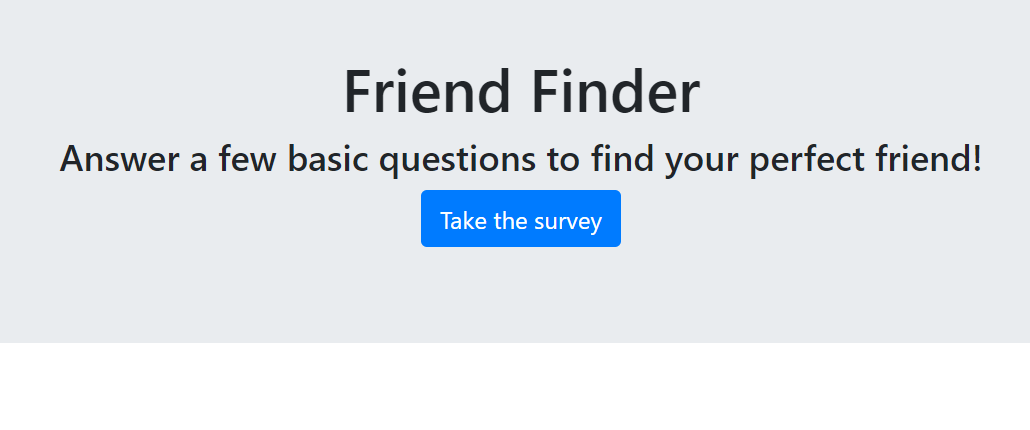 Friend Finder
Answer a few basic questions to find your perfect friend!
Take the survey